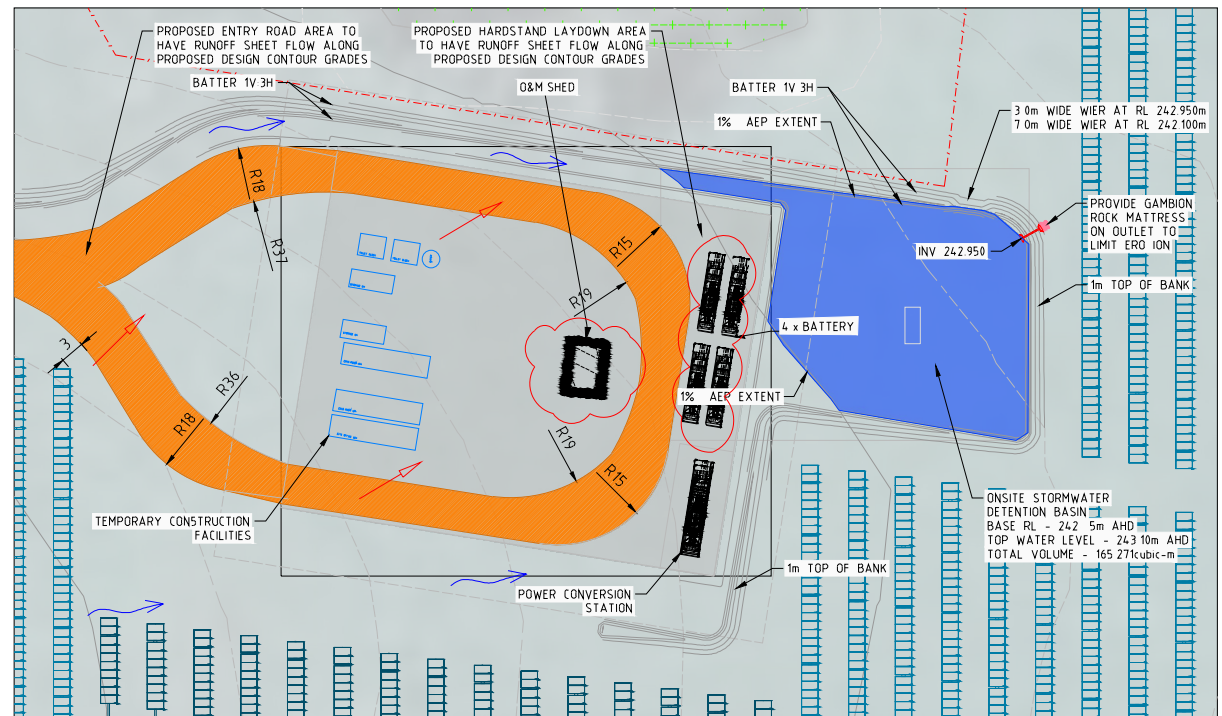 PROPOSED ENTRY ROAD AREA TO
HAVE RUNOFF SHEET FLOW ALONG
PROPOSED DESIGN CONTOUR GRADES
PROPOSED HARDSTAND LAYDOWN AREA
TO HAVE RUNOFF SHEET FLOW ALONG
PROPOSED DESIGN CONTOUR GRADES
BATTER 1V 3H
O&M SHED
BATTER 1V 3H
1% AEP EXTENT
3 0m WIDE WIER AT RL 242.950m
7 0m WIDE WIER AT RL 242 100m
R18
R37
R15
R19
1
PROVIDE GAMBION
ROCK MATTRESS
ON OUTLET TO
LIMIT ERO ION
INV 242.950
1m TOP OF BANK
4 x BATTERY
3
R36
R18
1% AEP EXTENT
R19
R15
TEMPORARY CONSTRUCTION
FACILITIES
ONSITE STORMWATER
DETENTION BASIN
BASE RL - 242 5m AHD
TOP WATER LEVEL - 243 10m AHD
TOTAL VOLUME - 165 271cubic-m
1m TOP OF BANK
POWER CONVERSION
STATION